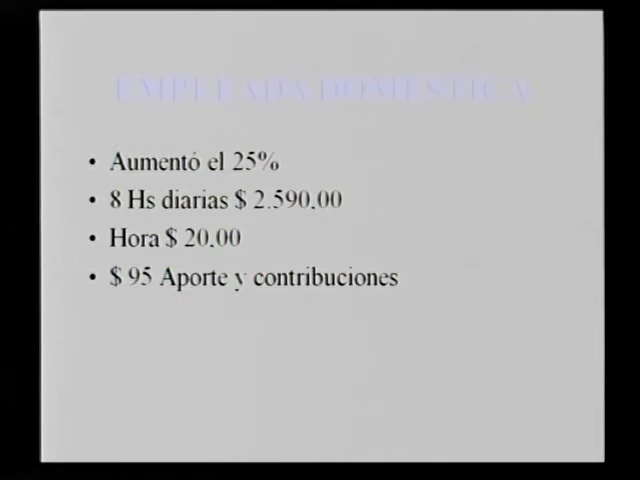 EMPLEADA DOMESTICA
• Aumentó el 25%
• 8 Hs diarias $ 2.590,00
• Hora $ 20,00
• $ 95 Aporte y contribuciones